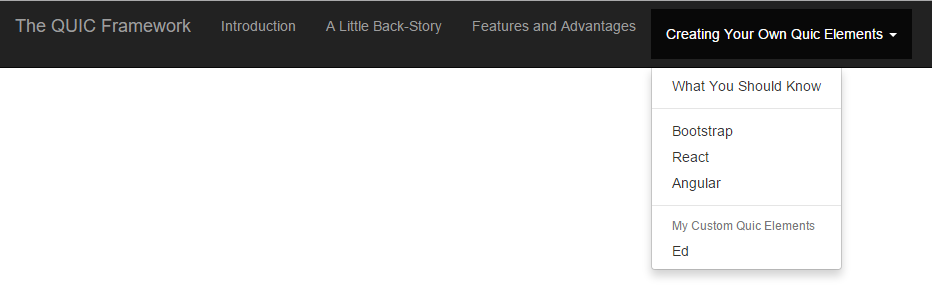 The QUIC Framework Introduction A Little Back-Story Features and Advantages Creating Your Own Quic Elements
What You Should Know
Bootstrap
React
Angular
My Custom Quic Elements
Ed